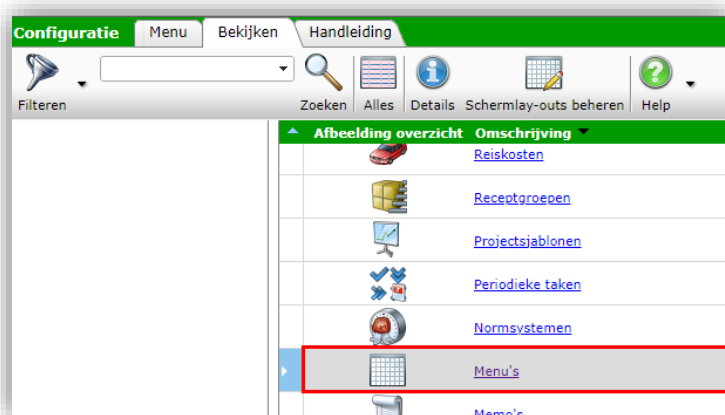 Configuratie Menu Bekijken Handleiding
Filteren Zoeken Alles Details Schermlay-outs beheren Help
Afbeelding overzicht Omschrijving
Reiskosten
Receptgroepen
Projectsjablonen
Periodieke taken
Normsystemen
Menu's
Memo's